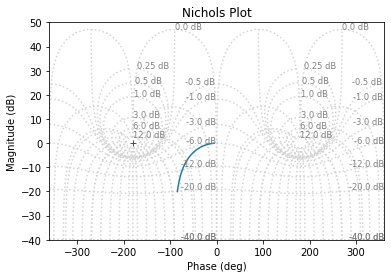 Nichols Plot
50
40
30
20
10
0
−10
−20
−30
−40
Magnitude (dB)
0.0 dB
0.0 dB
0.25 dB
0.25 dB
0.5 dB
0.5 dB
1.0 dB
1.0 dB
3.0 dB
3.0 dB
6.0 dB
6.0 dB
12.0 dB
12.0 dB
-0.5 dB
-0.5 dB
-1.0 dB
-1.0 dB
-3.0 dB
-3.0 dB
-6.0 dB
-6.0 dB
-12.0 dB
-12.0 dB
-20.0 dB
-20.0 dB
-40.0 dB
-40.0 dB
−300
−200
−100
0
100
200
300
Phase (deg)